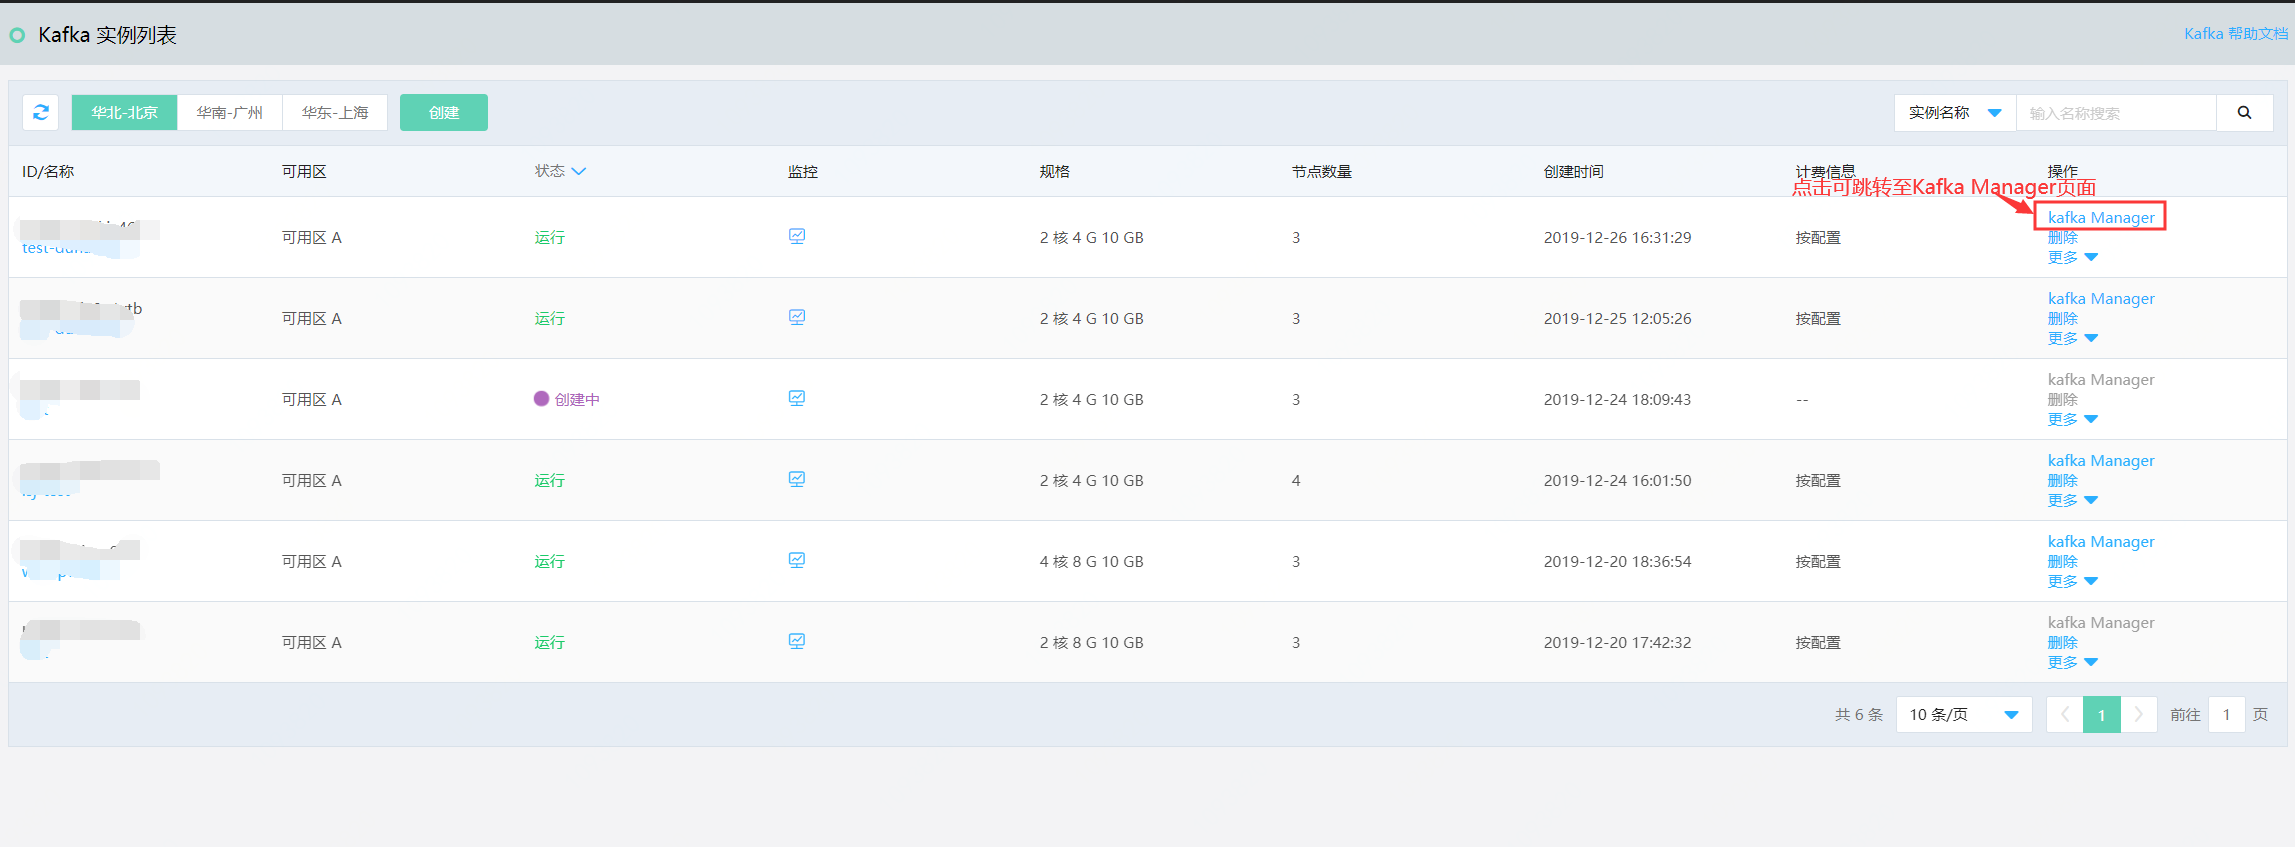 Kafka 实例列表
Kafka 帮助文档
华北-北京 华南-广州 华东-上海 创建 实例名称 输入名称搜索
ID/名称 可用区 状态 监控 规格 节点数量 创建时间 计费信息 操作
点击可跳转至Kafka Manager页面
可用区 A 运行 2 核 4 G 10 GB 3 2019-12-26 16:31:29 按配置 kafka Manager
删除
更多
可用区 A 运行 2 核 4 G 10 GB 3 2019-12-25 12:05:26 按配置 kafka Manager
删除
更多
可用区 A 创建中 2 核 4 G 10 GB 3 2019-12-24 18:09:43 -- kafka Manager
删除
更多
可用区 A 运行 2 核 4 G 10 GB 4 2019-12-24 16:01:50 按配置 kafka Manager
删除
更多
可用区 A 运行 4 核 8 G 10 GB 3 2019-12-20 18:36:54 按配置 kafka Manager
删除
更多
可用区 A 运行 2 核 8 G 10 GB 3 2019-12-20 17:42:32 按配置 kafka Manager
删除
更多
共 6 条 10 条/页 1 前往 1 页